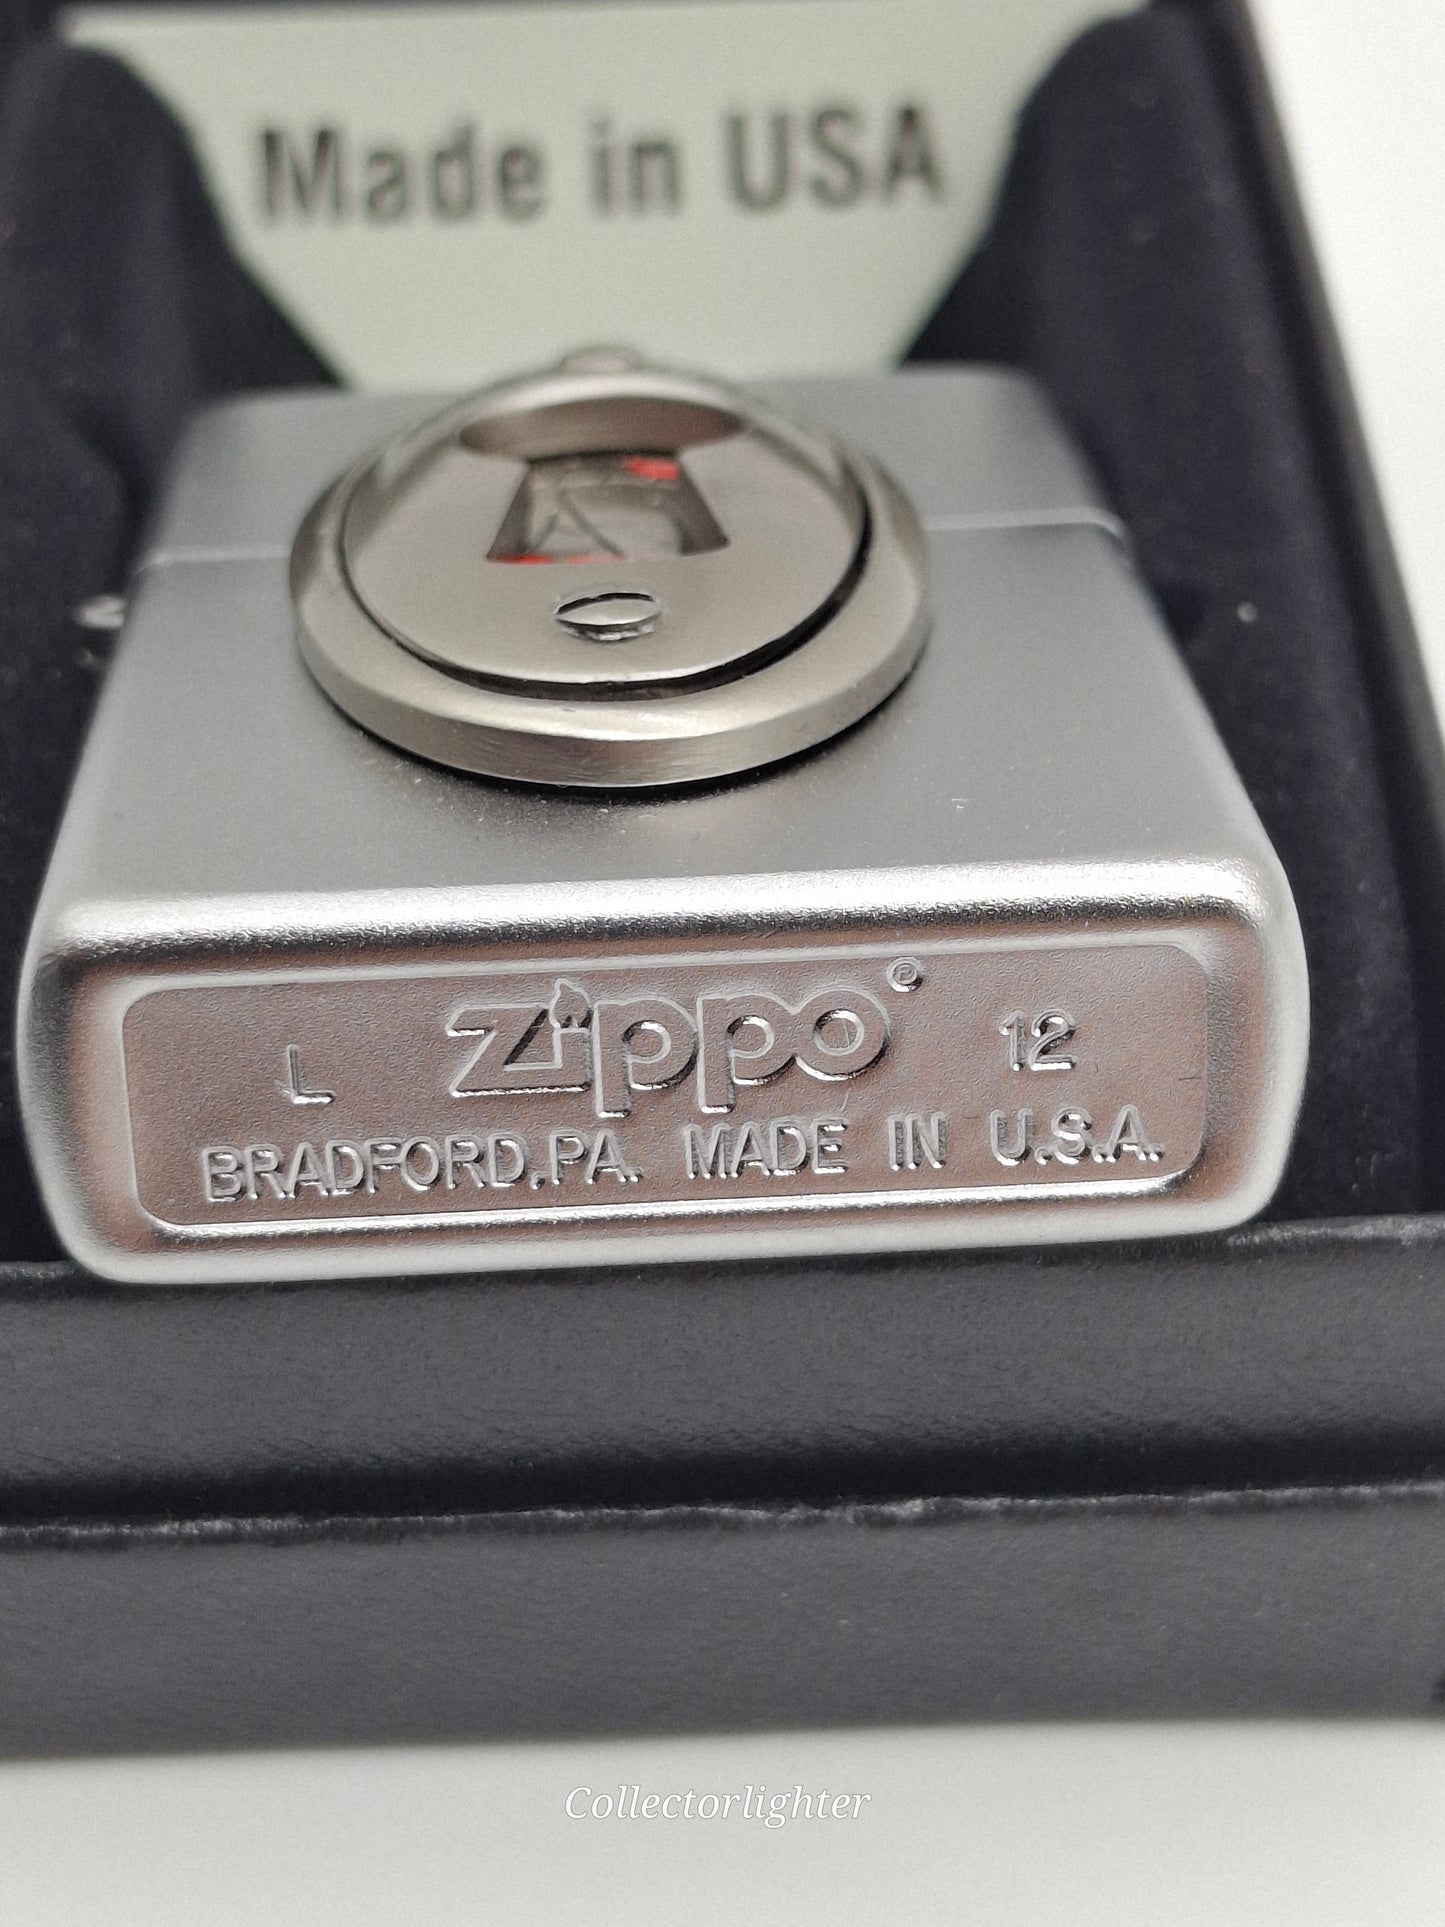 Made in USA
L zippo® 12
BRADFORD,PA. MADE IN U.S.A.
Collectorlighter